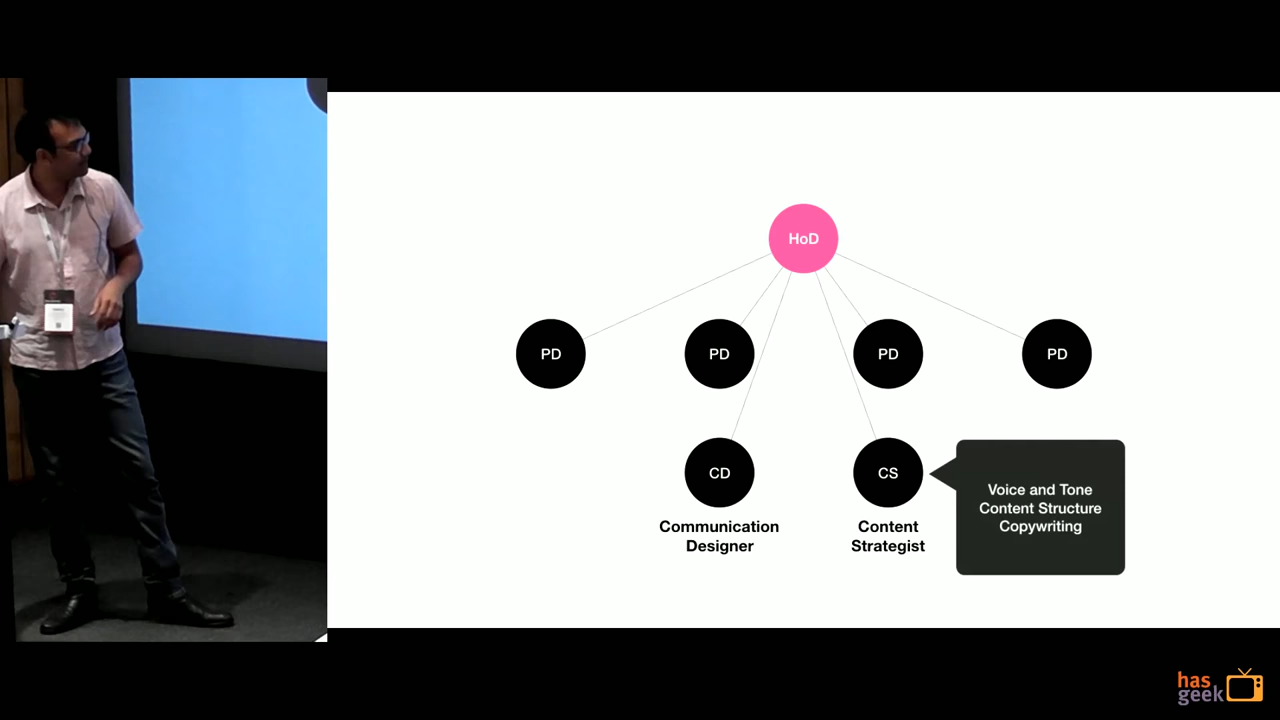 HoD
PD
PD
PD
PD
CD
CS
Communication
Designer
Content
Strategist
Voice and Tone
Content Structure
Copywriting
has
geek